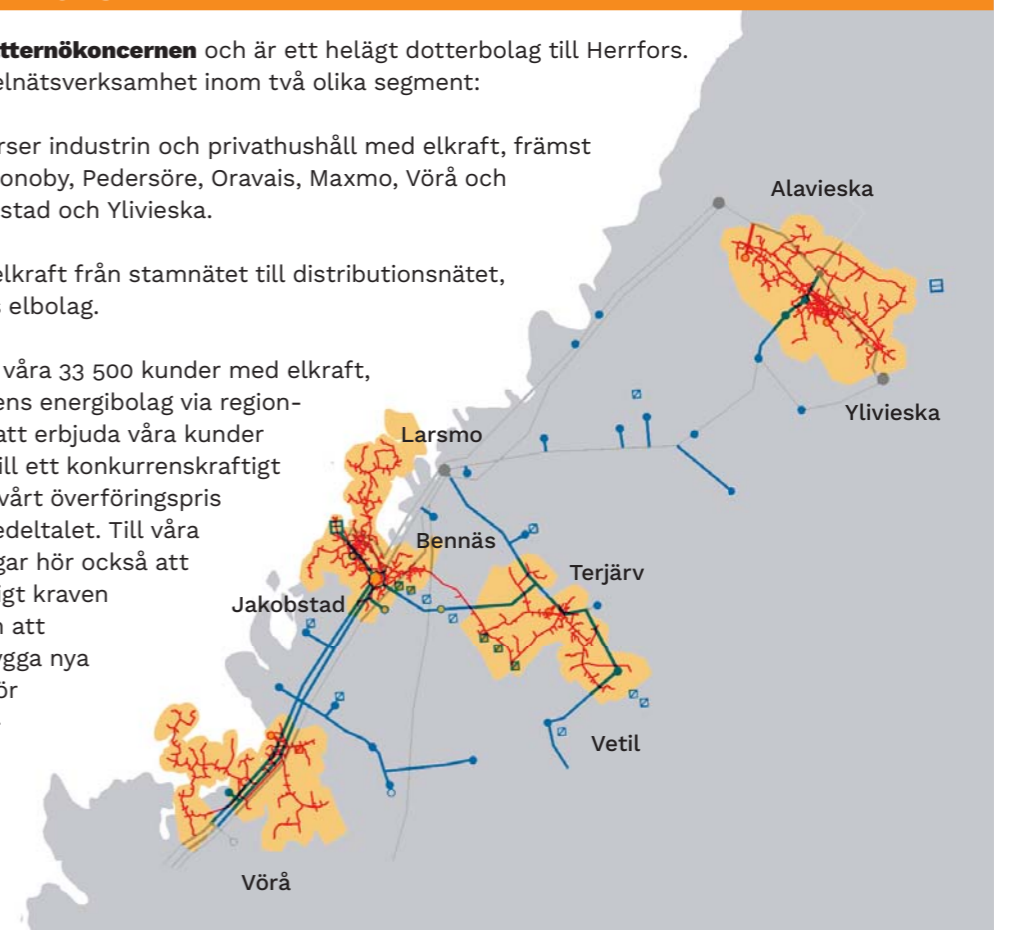 tternökoncernen och är ett helägt dotterbolag till Herrfors.
elnätsverksamhet inom två olika segment:
rser industrin och privathushåll med elkraft, främst
onoby, Pedersöre, Oravais, Maxmo, Vörå och
stad och Ylivieska.
elkraft från stamnätet till distributionsnätet,
s elbolag.
våra 33 500 kunder med elkraft,
ens energibolag via region-
att erbjuda våra kunder
till ett konkurrenskraftigt
vårt överföringspris
edeltalet. Till våra
gar hör också att
igt kraven
n att
ygga nya
ör
Alavieska
Ylivieska
Larsmo
Bennäs
Terjärv
Jakobstad
Vetil
Vörå